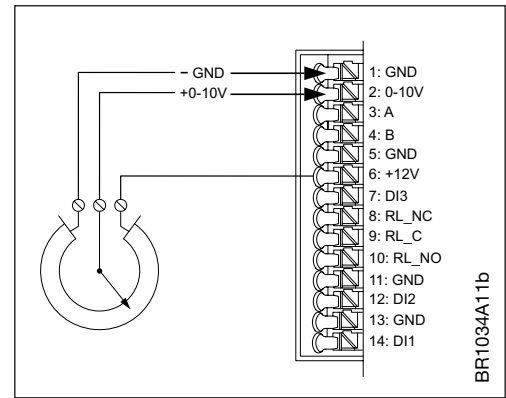 – GND
+0-10V
1: GND
2: 0-10V
3: A
4: B
5: GND
6: +12V
7: DI3
8: RL_NC
9: RL_C
10: RL_NO
11: GND
12: DI2
13: GND
14: DI1
BR1034A11b